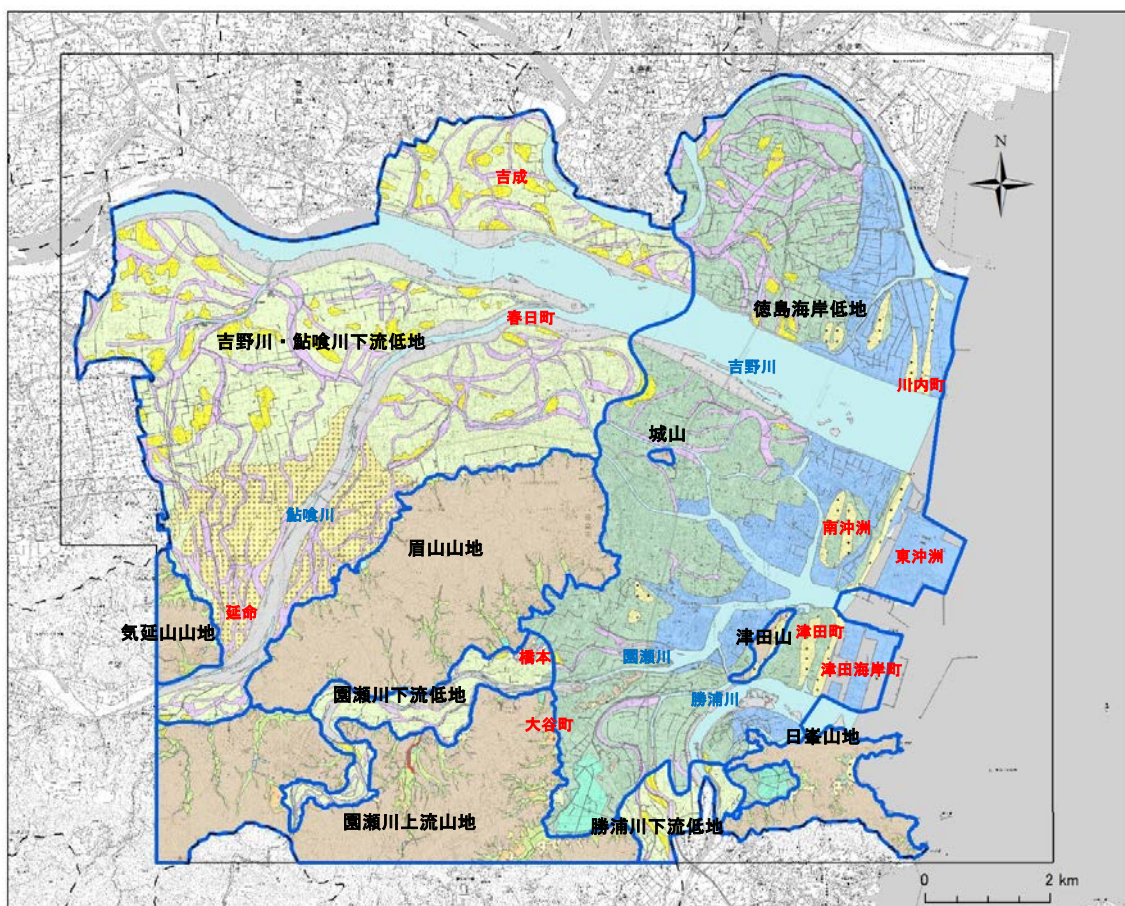 N
吉成
徳島海岸低地
春日町
吉野川・鮎喰川下流低地
吉野川
川内町
城山
鮎喰川
南沖洲
東沖洲
眉山山地
延命
気延山山地
津田山
津田町
橋本
園瀬川
津田海岸町
園瀬川下流低地
勝浦川
大谷町
日峯山地
園瀬川上流山地
勝浦川下流低地
0 2 km